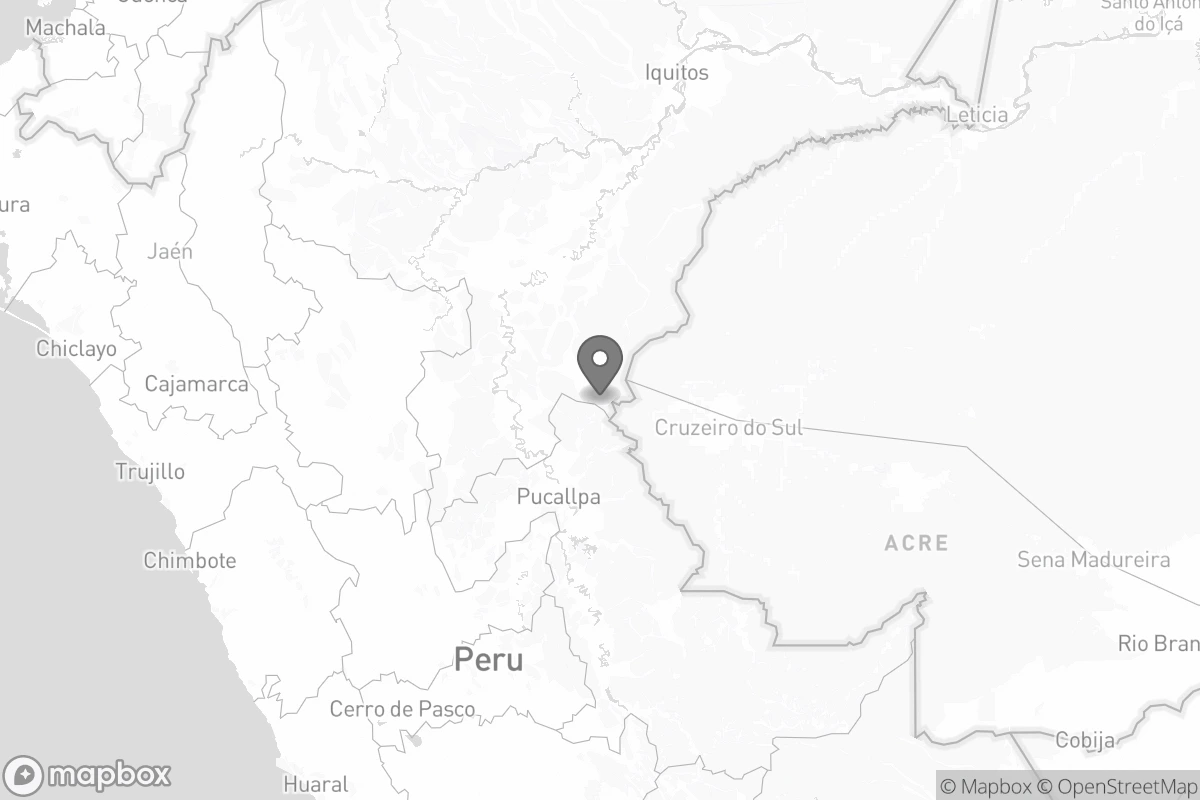 Cuenca
Machala
Santo Antôn
do Içá
Iquitos
Leticia
ura
Jaén
Chiclayo
Cajamarca
Cruzeiro do Sul
Trujillo
Pucallpa
Chimbote
ACRE
Sena Madureira
Rio Bran
Peru
Cerro de Pasco
Cobija
Huaral
mapbox
© Mapbox © OpenStreetMap